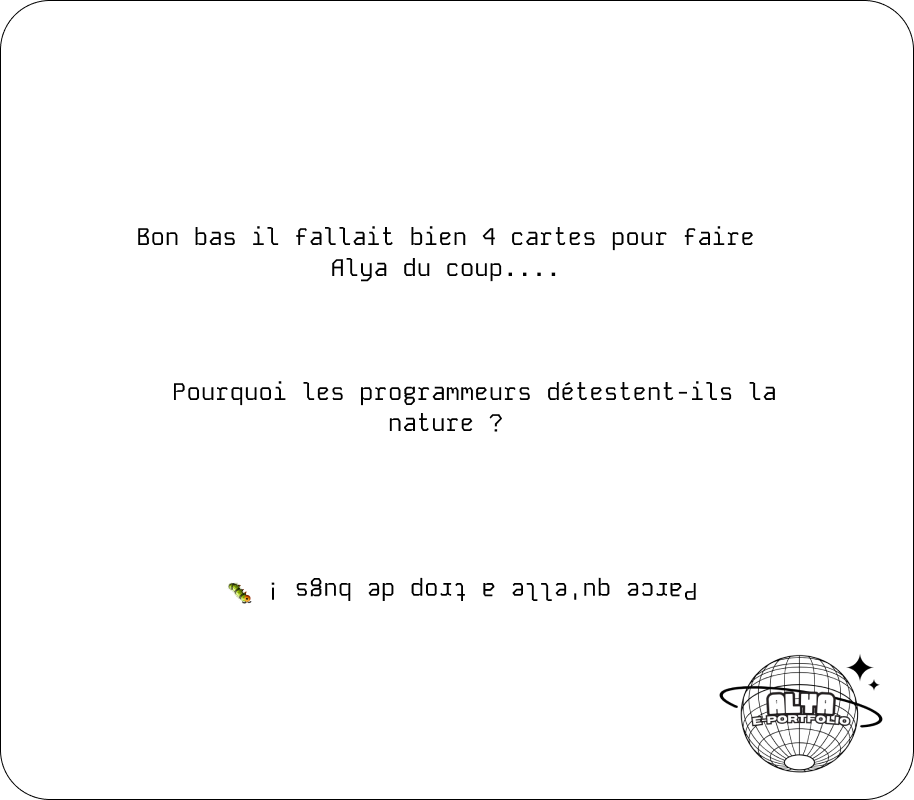 Bon bas il fallait bien 4 cartes pour faire
Alya du coup....
Pourquoi les programmeurs détestent-ils la
nature ?
Parce qu'elle a trop de bugs !
ALYA
E-PORTFOLIO